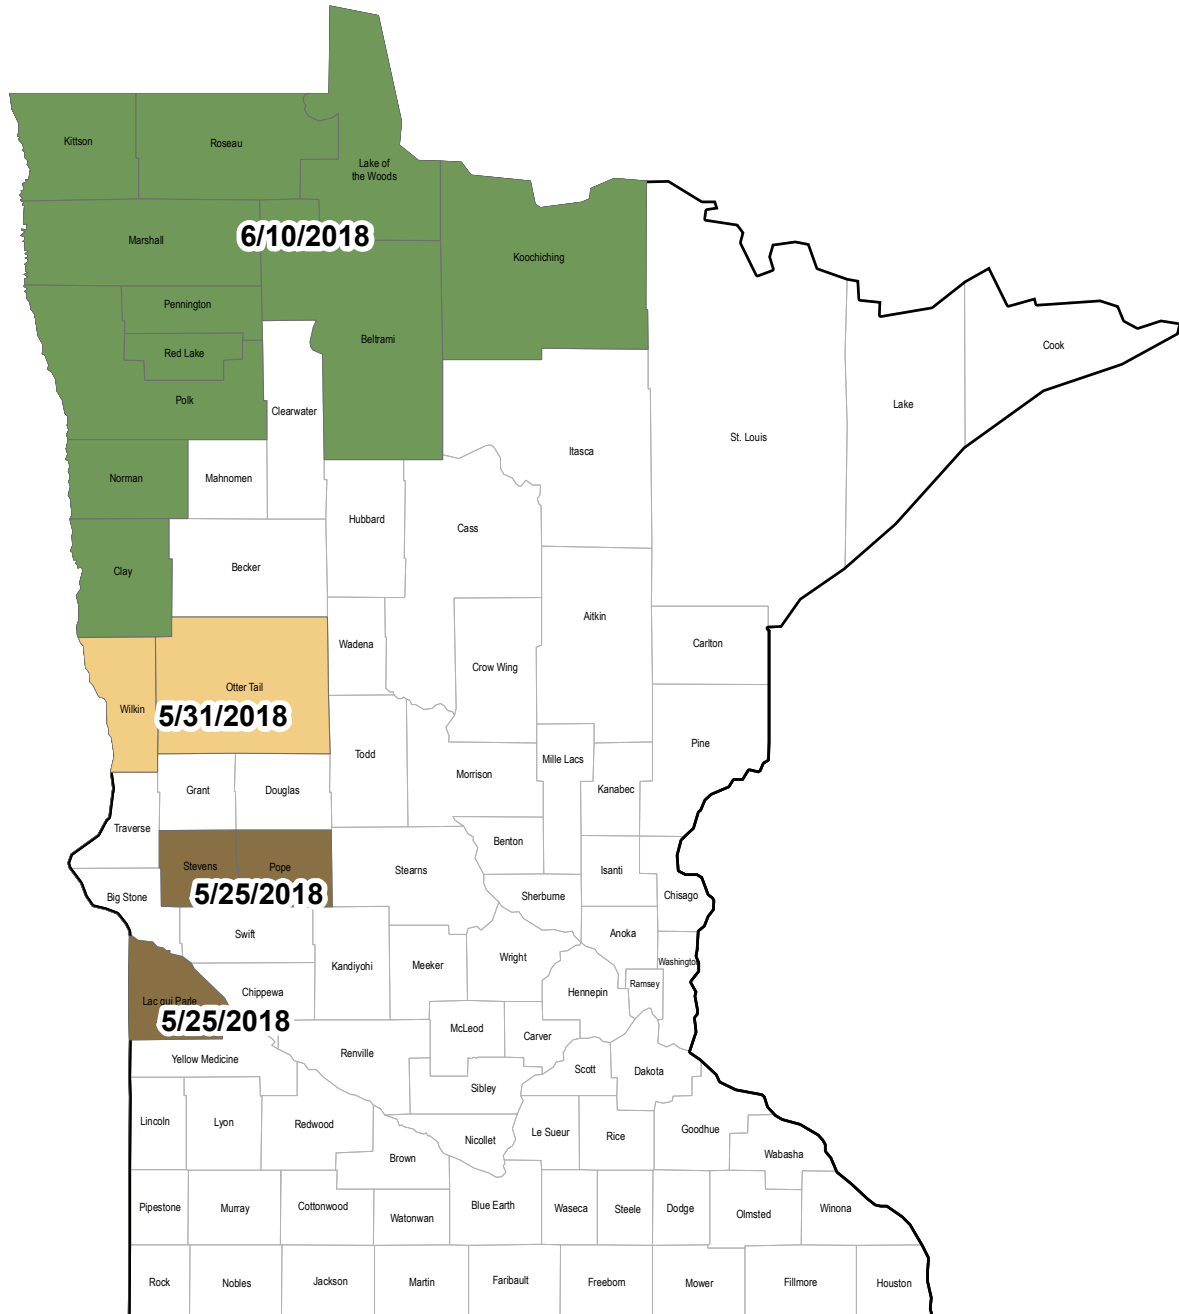 Kittson
Roseau
Lake of
the Woods
Marshall
6/10/2018
Koochiching
Pennington
Beltrami
Red Lake
Polk
Clearwater
Cook
Lake
St. Louis
Itasca
Norman
Mahnomen
Hubbard
Cass
Clay
Becker
Aitkin
Wadena
Carlton
Crow Wing
Otter Tail
Wilkin
5/31/2018
Pine
Todd
Mille Lacs
Morrison
Grant
Douglas
Kanabec
Traverse
Benton
Stevens
Pope
Stearns
Isanti
5/25/2018
Big Stone
Sherburne
Chisago
Swift
Anoka
Wright
Kandiyohi
Meeker
Washington
Ramsey
Chippewa
Hennepin
Lac qui Parle
5/25/2018
McLeod
Carver
Renville
Yellow Medicine
Scott
Dakota
Sibley
Lincoln
Lyon
Redwood
Le Sueur
Rice
Goodhue
Nicollet
Wabasha
Brown
Pipestone
Murray
Cottonwood
Blue Earth
Waseca
Steele
Dodge
Winona
Olmsted
Watonwan
Rock
Nobles
Jackson
Martin
Faribault
Freeborn
Mower
Fillmore
Houston